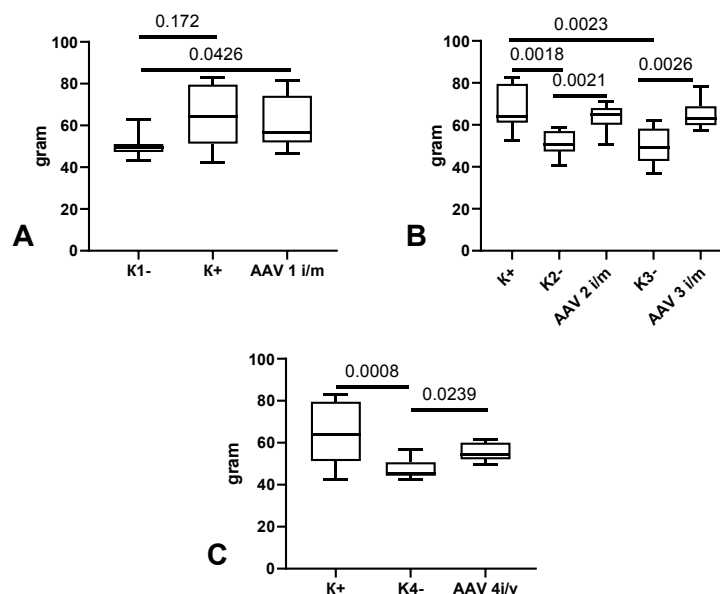 0.172
0.0426
100
80
60
40
20
0
gram
A
K1-
K+
AAV 1 i/m
0.0023
0.0018
0.0026
0.0021
100
80
60
40
20
0
gram
B
K+
K2-
AAV 2 i/m
K3-
AAV 3 i/m
0.0008
0.0239
100
80
60
40
20
0
gram
C
K+
K4-
AAV 4i/v